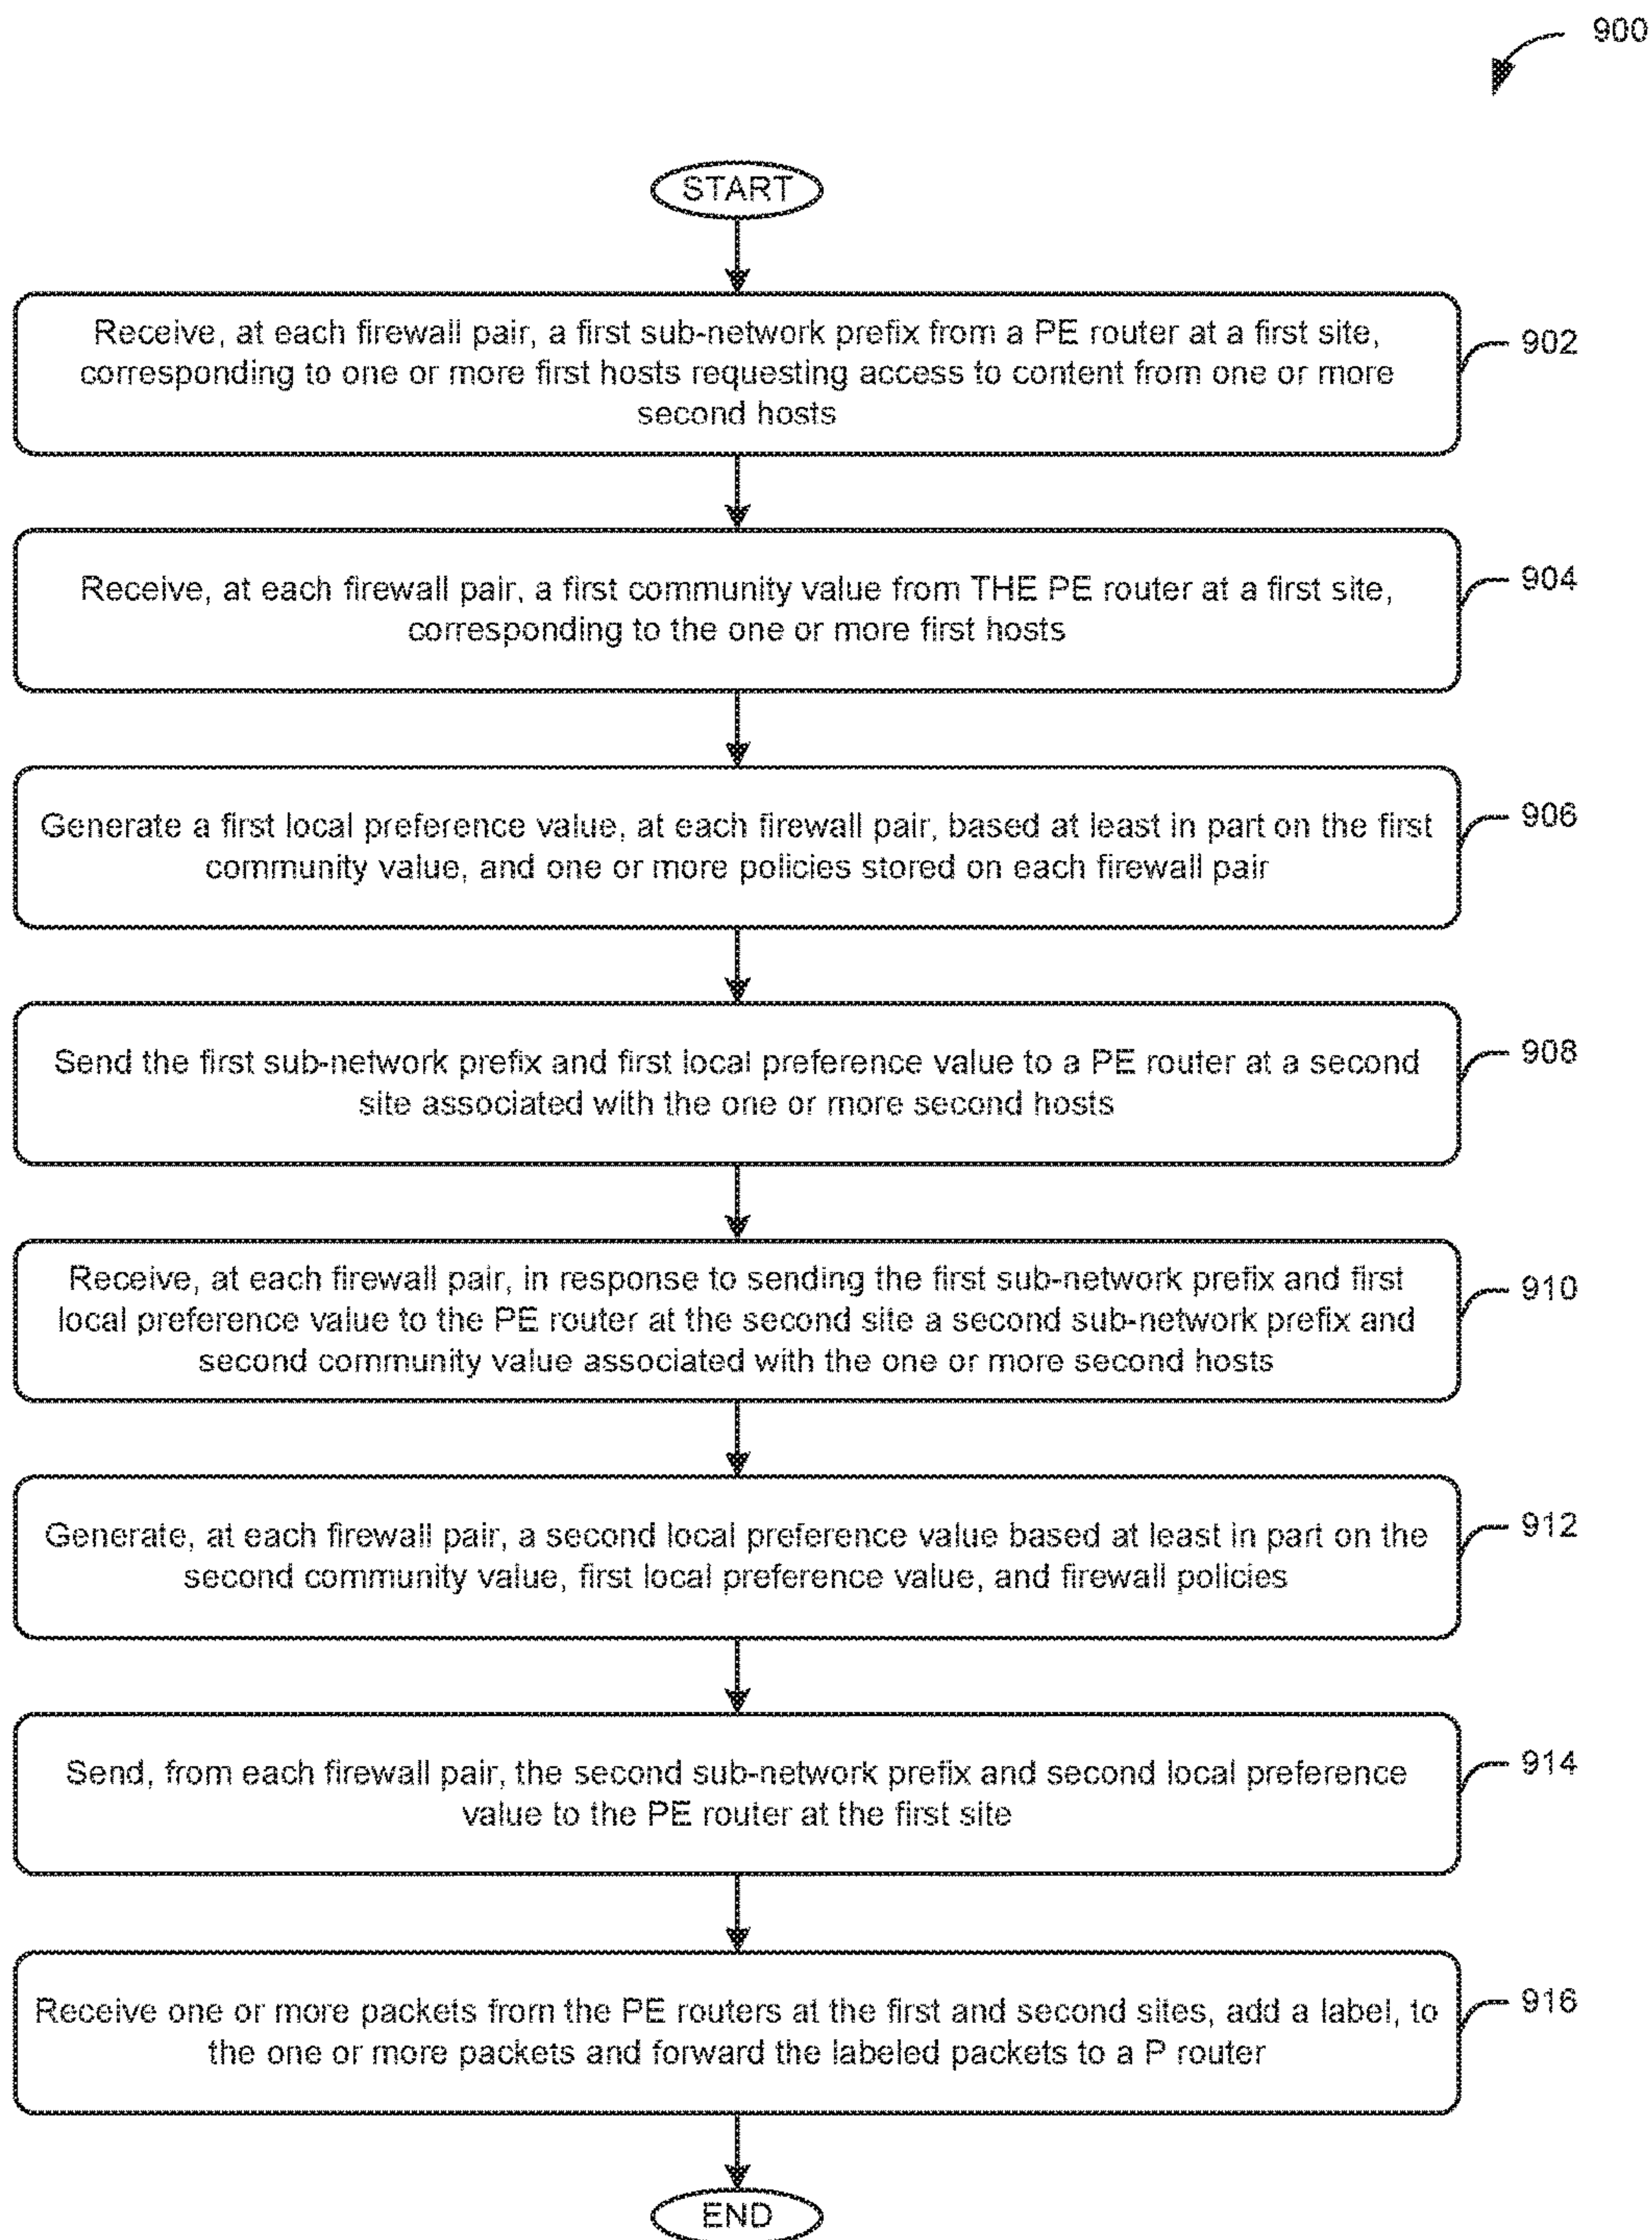 900
START
Receive, at each firewall pair, a first sub-network prefix from a PE router at a first site,
corresponding to one or more first hosts requesting access to content from one or more
second hosts
902
Receive, at each firewall pair, a first community value from THE PE router at a first site,
corresponding to the one or more first hosts
904
Generate a first local preference value, at each firewall pair, based at least in part on the first
community value, and one or more policies stored on each firewall pair
906
Send the first sub-network prefix and first local preference value to a PE router at a second
site associated with the one or more second hosts
908
Receive, at each firewall pair, in response to sending the first sub-network prefix and first
local preference value to the PE router at the second site a second sub-network prefix and
second community value associated with the one or more second hosts
910
Generate, at each firewall pair, a second local preference value based at least in part on the
second community value, first local preference value, and firewall policies
912
Send, from each firewall pair, the second sub-network prefix and second local preference
value to the PE router at the first site
914
Receive one or more packets from the PE routers at the first and second sites, add a label, to
the one or more packets and forward the labeled packets to a P router
916
END